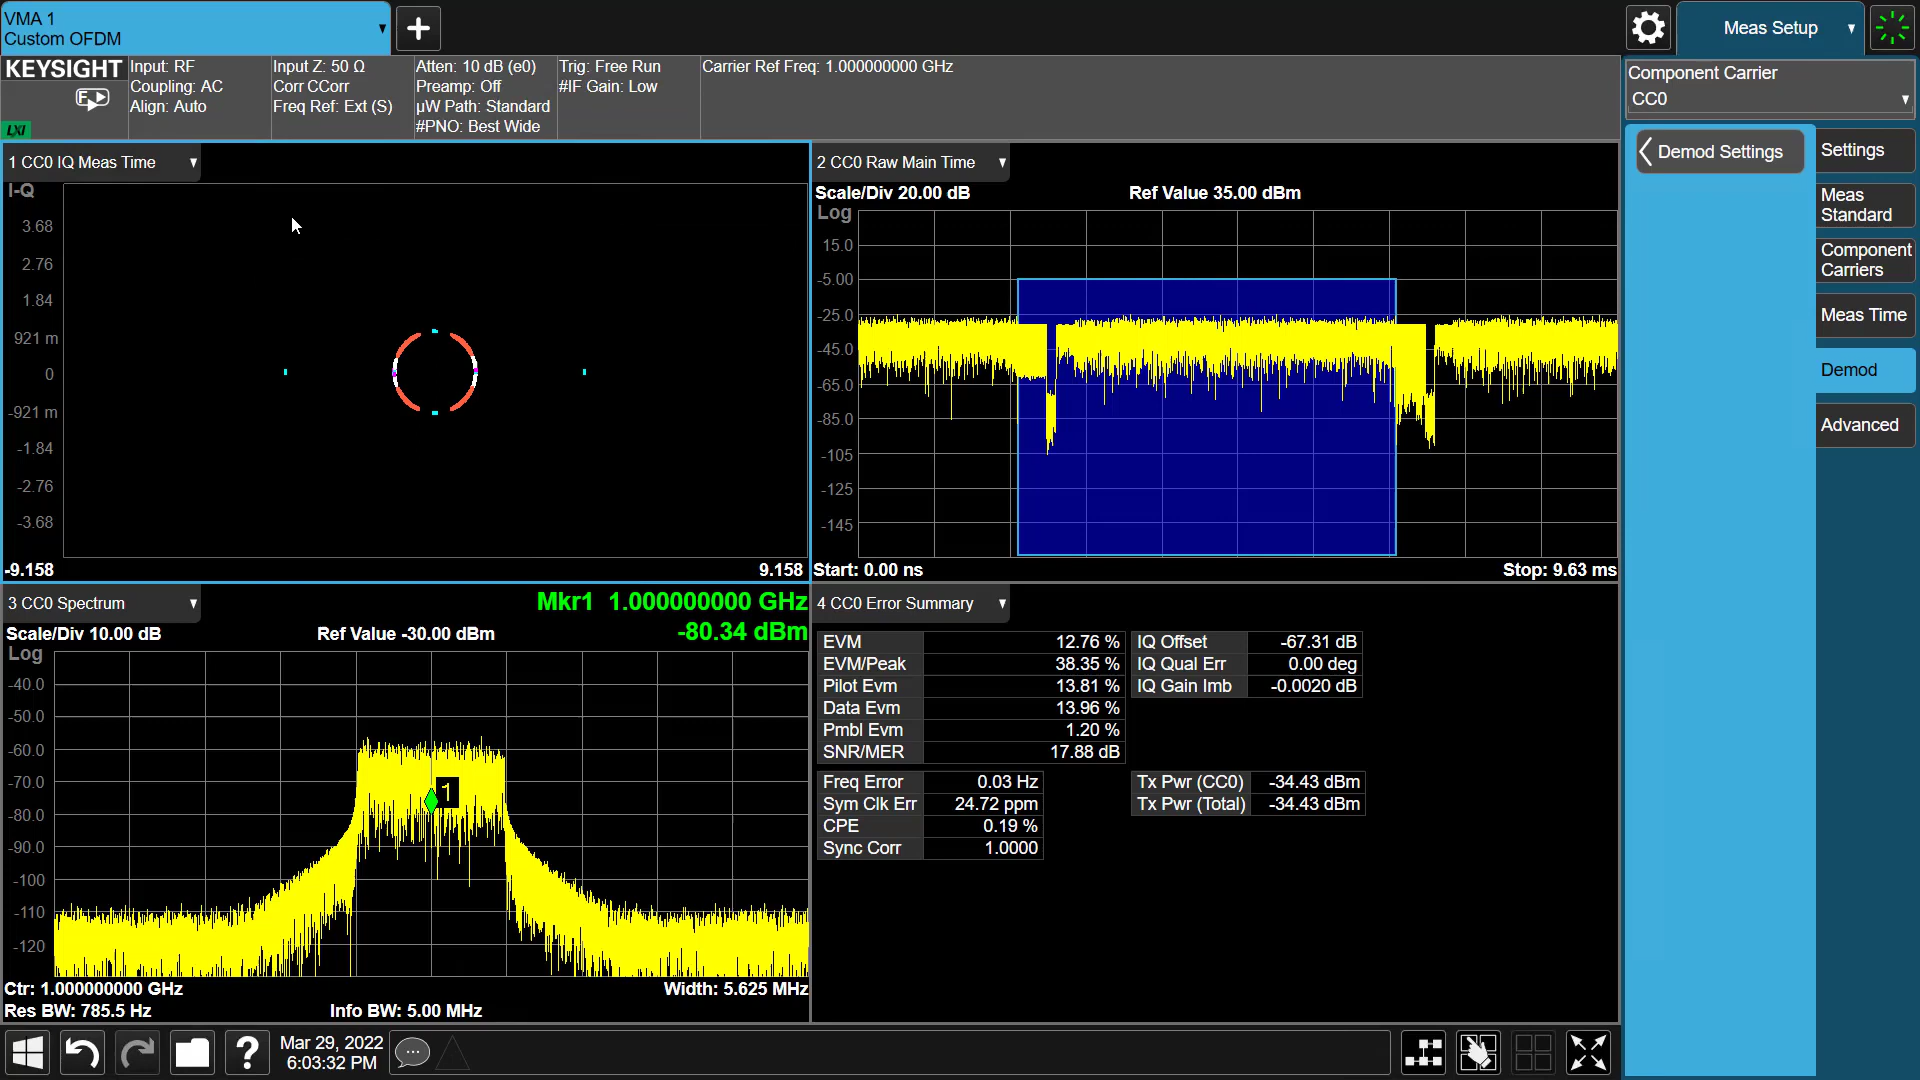 VMA 1
Custom OFDM
Meas Setup
KEYSIGHT
LXI
Input: RF
Coupling: AC
Align: Auto
Input Z: 50 Ω
Corr CCorr
Freq Ref: Ext (S)
Atten: 10 dB (e0)
Preamp: Off
µW Path: Standard
#PNO: Best Wide
Trig: Free Run
#IF Gain: Low
Carrier Ref Freq: 1.000000000 GHz
Component Carrier
CC0
Demod Settings
Settings
Meas
Standard
Component
Carriers
Meas Time
Demod
Advanced
1 CC0 IQ Meas Time
I-Q
3.68
2.76
1.84
921 m
0
-921 m
-1.84
-2.76
-3.68
-9.158 9.158
2 CC0 Raw Main Time
Scale/Div 20.00 dB Ref Value 35.00 dBm
Log
15.0
-5.00
-25.0
-45.0
-65.0
-85.0
-105
-125
-145
Start: 0.00 ns Stop: 9.63 ms
3 CC0 Spectrum
Mkr1 1.000000000 GHz
-80.34 dBm
Scale/Div 10.00 dB Ref Value -30.00 dBm
Log
-40.0
-50.0
-60.0
-70.0
-80.0
-90.0
-100
-110
-120
1
Ctr: 1.000000000 GHz Width: 5.625 MHz
Res BW: 785.5 Hz Info BW: 5.00 MHz
4 CC0 Error Summary
EVM 12.76 % IQ Offset -67.31 dB
EVM/Peak 38.35 % IQ Qual Err 0.00 deg
Pilot Evm 13.81 % IQ Gain Imb -0.0020 dB
Data Evm 13.96 %
Pmbl Evm 1.20 %
SNR/MER 17.88 dB
Freq Error 0.03 Hz Tx Pwr (CC0) -34.43 dBm
Sym Clk Err 24.72 ppm Tx Pwr (Total) -34.43 dBm
CPE 0.19 %
Sync Corr 1.0000
Mar 29, 2022
6:03:32 PM